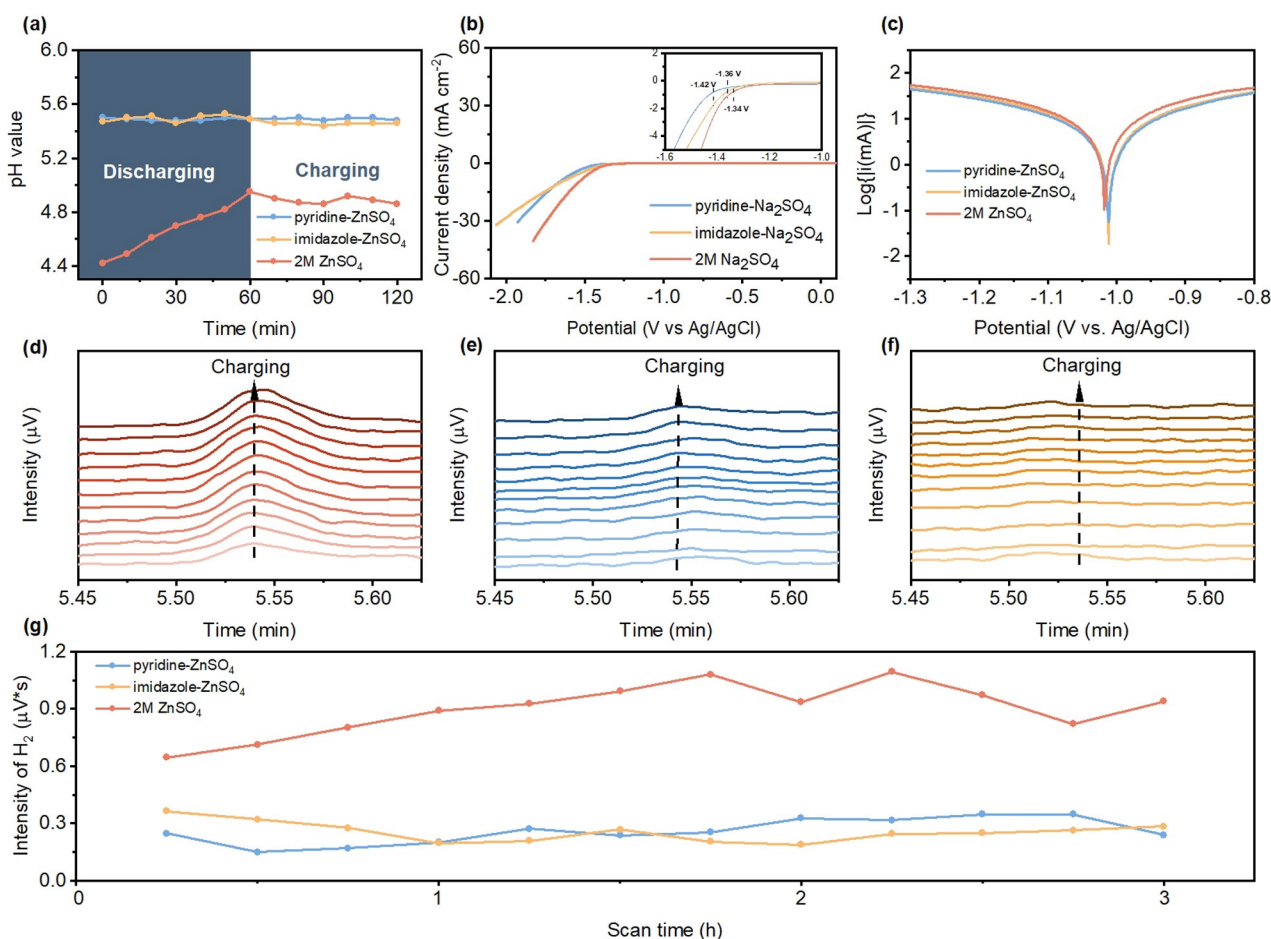 (a)
6.0
5.6
5.2
4.8
4.4
pH value
Discharging
Charging
pyridine-ZnSO₄
imidazole-ZnSO₄
2M ZnSO₄
0
30
60
90
120
Time (min)
(b)
60
30
0
-30
-60
Current density (mA cm⁻²)
2
0
-2
-4
-1.36 V
-1.42 V
-1.34 V
-1.6
-1.4
-1.2
-1.0
pyridine-Na₂SO₄
imidazole-Na₂SO₄
2M Na₂SO₄
-2.0
-1.5
-1.0
-0.5
0.0
Potential (V vs Ag/AgCl)
(c)
2
1
0
-1
-2
Log{[|i(mA)|]}
pyridine-ZnSO₄
imidazole-ZnSO₄
2M ZnSO₄
-1.3
-1.2
-1.1
-1.0
-0.9
-0.8
Potential (V vs. Ag/AgCl)
(d)
Charging
Intensity (μV)
5.45
5.50
5.55
5.60
Time (min)
(e)
Charging
Intensity (μV)
5.45
5.50
5.55
5.60
Time (min)
(f)
Charging
Intensity (μV)
5.45
5.50
5.55
5.60
Time (min)
(g)
1.2
0.9
0.6
0.3
0.0
Intensity of H₂ (μV*s)
pyridine-ZnSO₄
imidazole-ZnSO₄
2M ZnSO₄
0
1
2
3
Scan time (h)